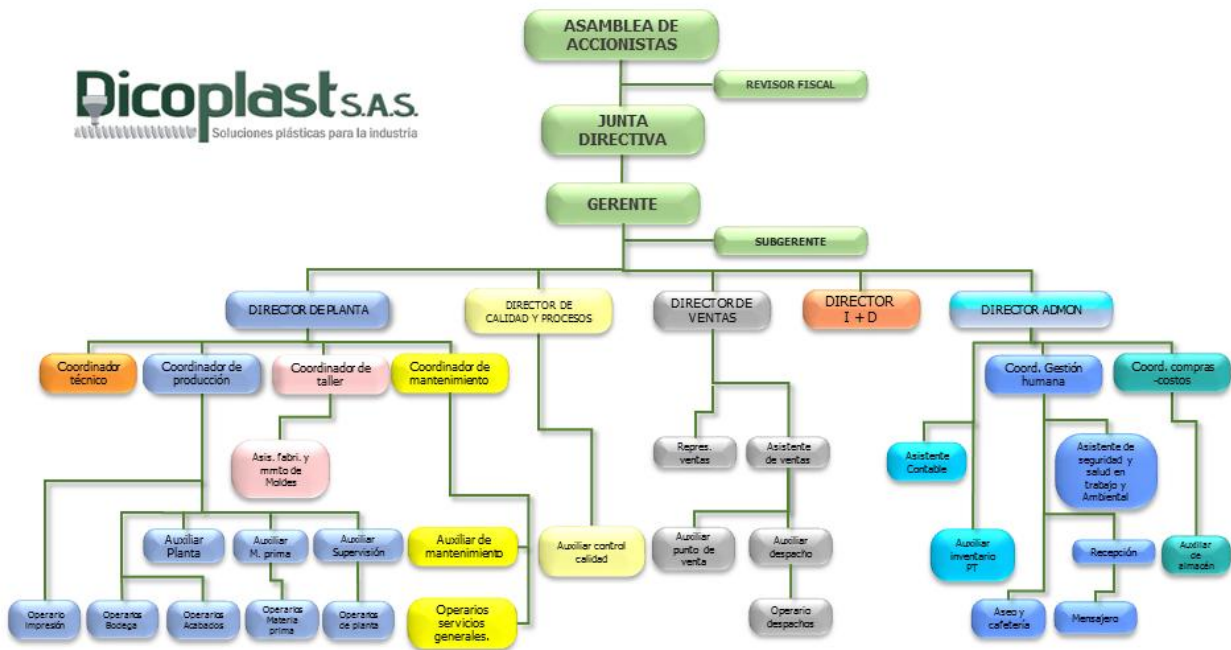 ASAMBLEA DE
ACCIONISTAS
Dicoplast S.A.S.
Soluciones plásticas para la industria
REVISOR FISCAL
JUNTA
DIRECTIVA
GERENTE
SUBGERENTE
DIRECTOR DE PLANTA
DIRECTOR DE
CALIDAD Y PROCESOS
DIRECTOR DE
VENTAS
DIRECTOR
I + D
DIRECTOR ADMON
Coordinador
técnico
Coordinador de
producción
Coordinador de
taller
Coordinador de
mantenimiento
Coord. Gestión
humana
Coord. compras
-costos
Asis. fabri. y
mmto de
Moldes
Repres.
ventas
Asistente
de ventas
Asistente
Contable
Asistente de
seguridad y
salud en
trabajo y
Ambiental
Auxiliar
Planta
Auxiliar
M. prima
Auxiliar
Supervisión
Auxiliar de
mantenimiento
Auxiliar control
calidad
Auxiliar
punto de
venta
Auxiliar
despacho
Auxiliar
inventario
PT
Recepción
Auxiliar
de
almacén
Operario
Impresión
Operarios
Bodega
Operarios
Acabados
Operarios
Materia
prima
Operarios
de planta
Operarios
servicios
generales.
Operario
despachos
Aseo y
cafetería
Mensajero